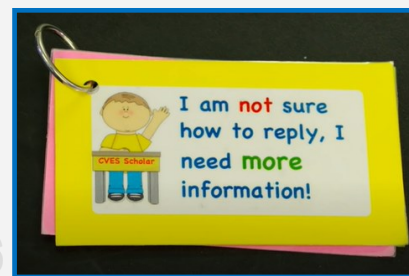 I am not sure
how to reply, I
need more
information!
CVES Scholar